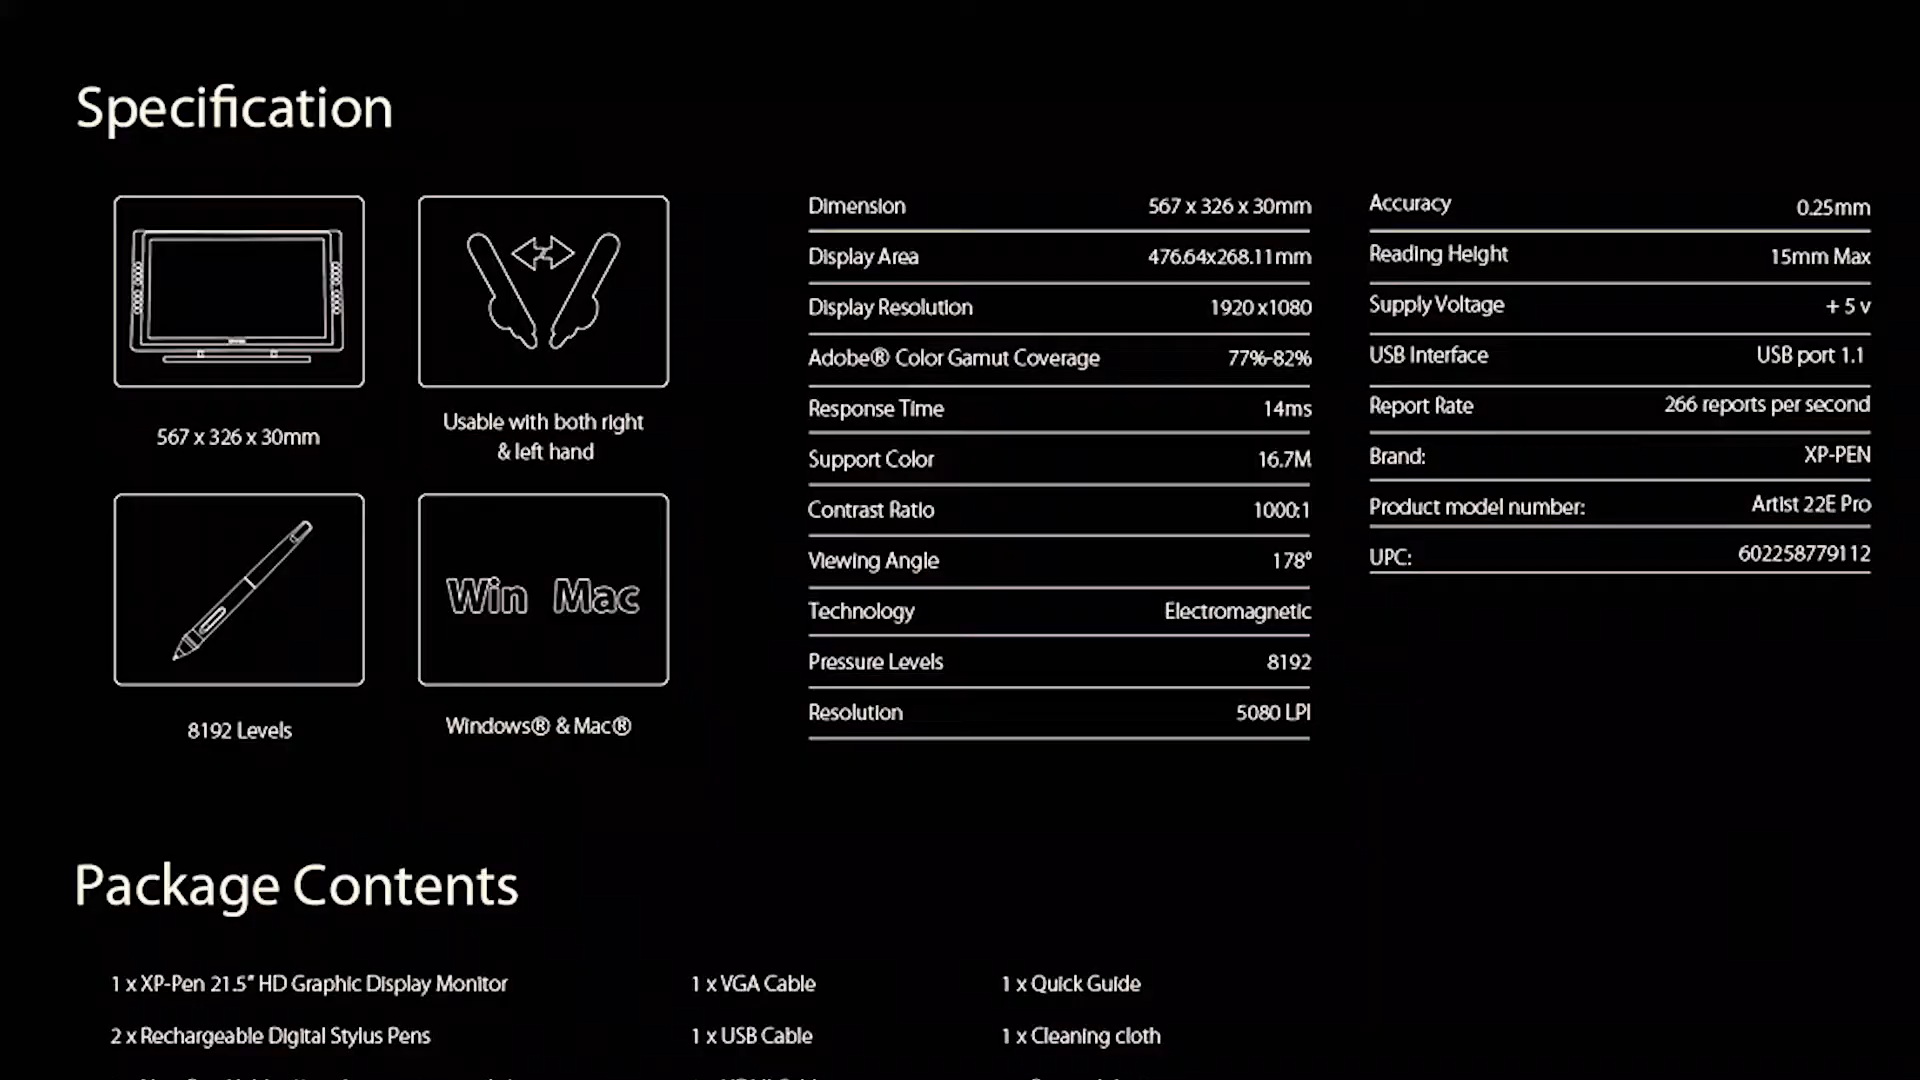 Specification
567 x 326 x 30mm
Usable with both right
& left hand
Win Mac
8192 Levels
Windows® & Mac®
Dimension 567 x 326 x 30mm
Display Area 476.64x268.11mm
Display Resolution 1920 x1080
Adobe® Color Gamut Coverage 77%-82%
Response Time 14ms
Support Color 16.7M
Contrast Ratio 1000:1
Viewing Angle 178°
Technology Electromagnetic
Pressure Levels 8192
Resolution 5080 LPI
Accuracy 0.25mm
Reading Height 15mm Max
Supply Voltage + 5 v
USB Interface USB port 1.1
Report Rate 266 reports per second
Brand: XP-PEN
Product model number: Artist 22E Pro
UPC: 602258779112
Package Contents
1 x XP-Pen 21.5" HD Graphic Display Monitor
2 x Rechargeable Digital Stylus Pens
1 x VGA Cable
1 x USB Cable
1 x Quick Guide
1 x Cleaning cloth